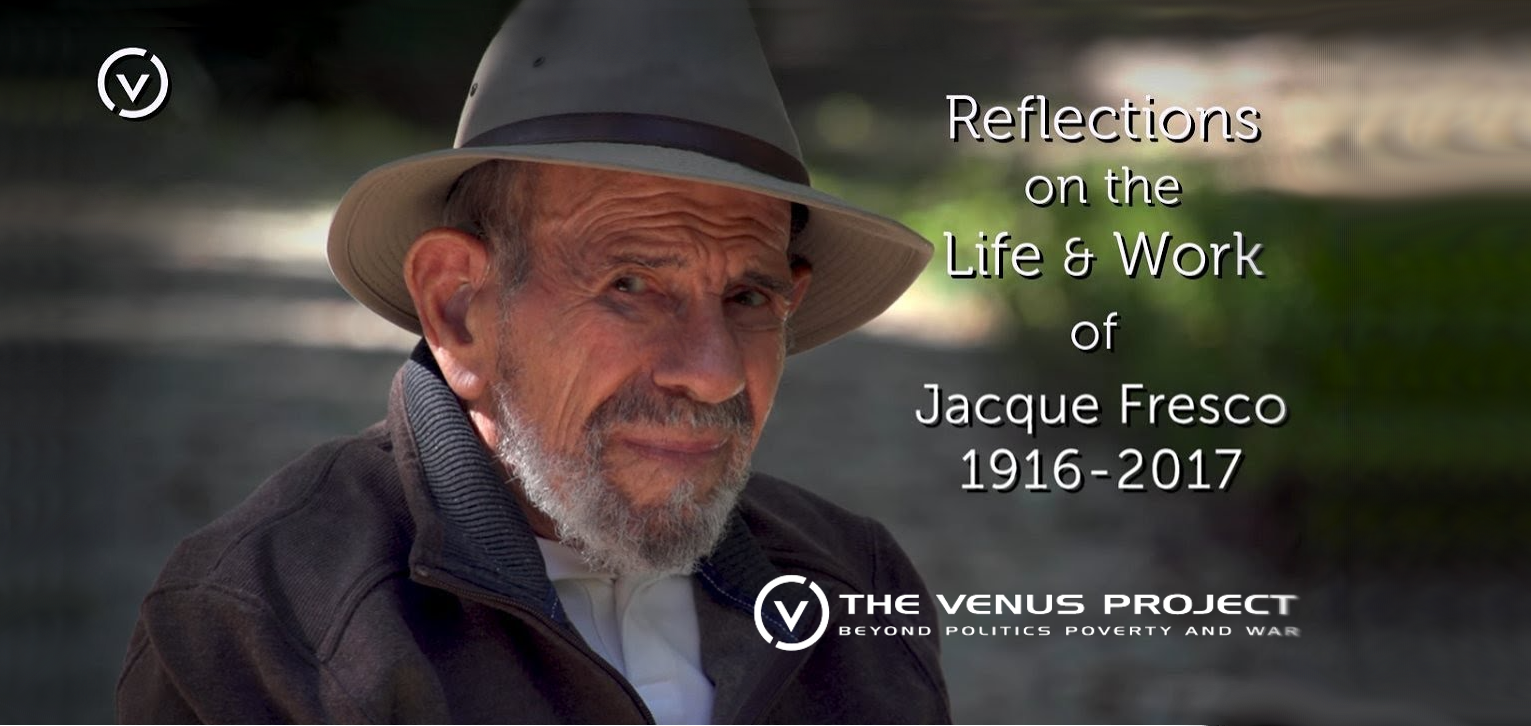 V
Reflections
on the
Life & Work
of
Jacque Fresco
1916-2017
V THE VENUS PROJECT
BEYOND POLITICS POVERTY AND WAR